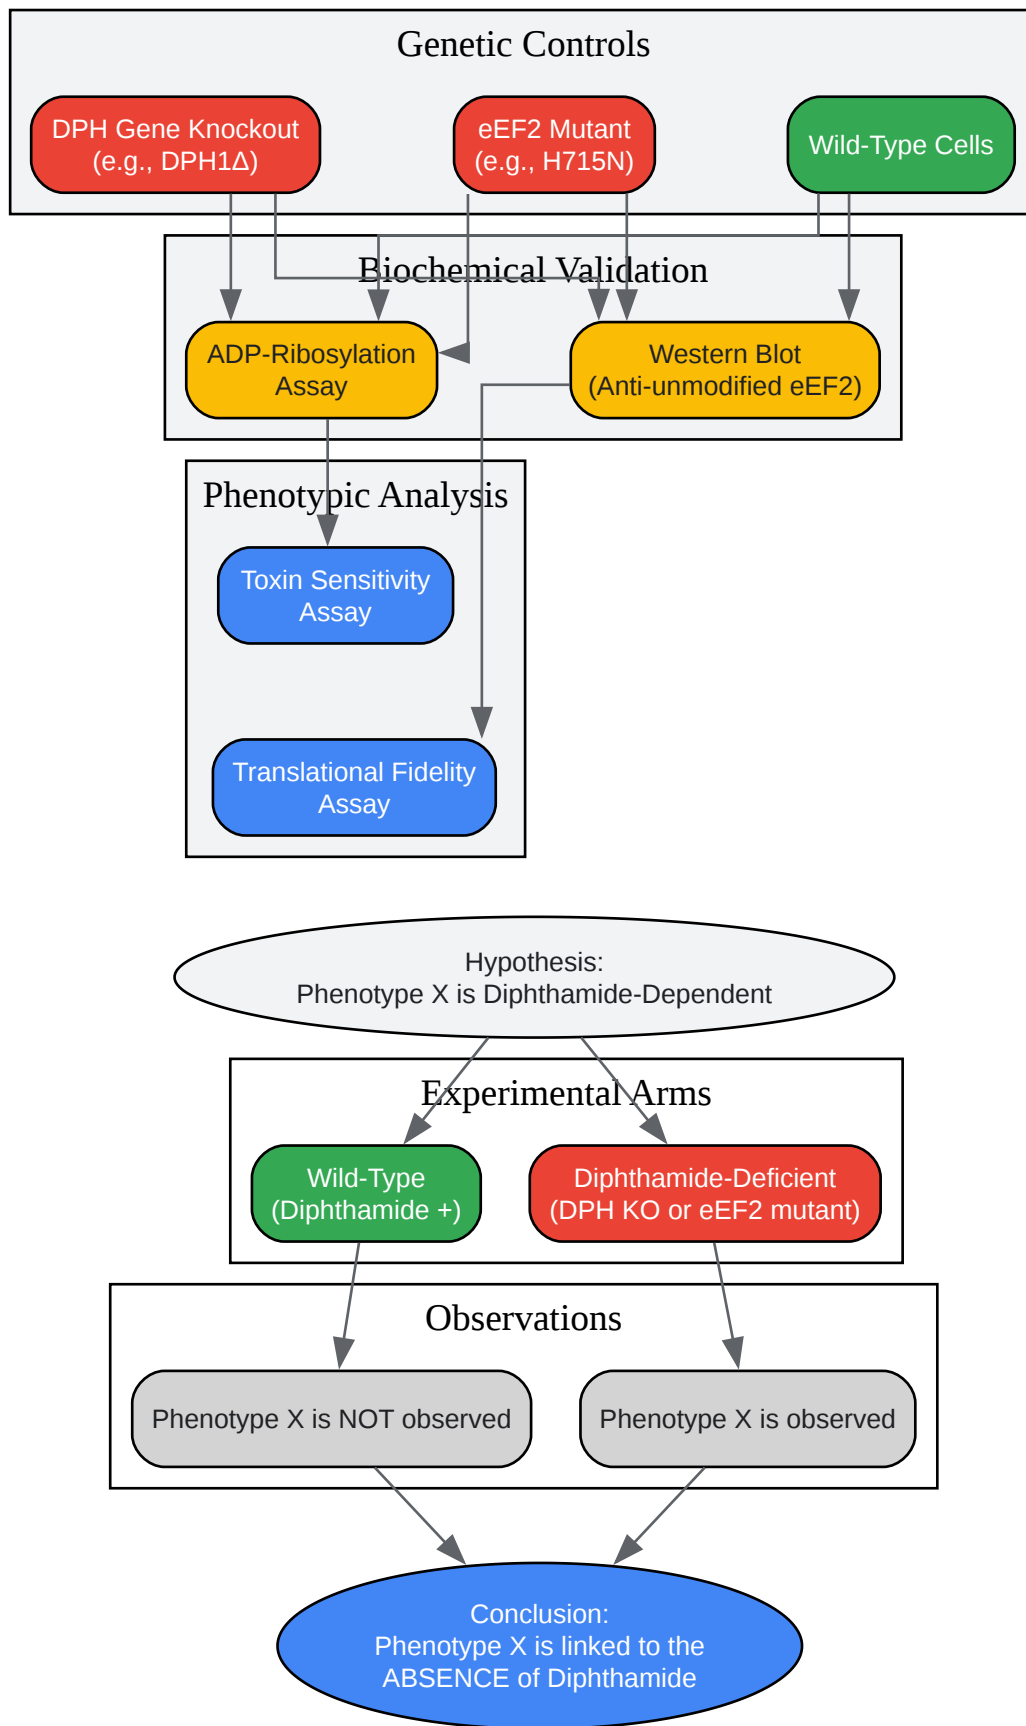 Genetic Controls
DPH Gene Knockout
(e.g., DPH1Δ)
eEF2 Mutant
(e.g., H715N)
Wild-Type Cells
Biochemical Validation
ADP-Ribosylation
Assay
Western Blot
(Anti-unmodified eEF2)
Phenotypic Analysis
Toxin Sensitivity
Assay
Translational Fidelity
Assay
Hypothesis:
Phenotype X is Diphthamide-Dependent
Experimental Arms
Wild-Type
(Diphthamide +)
Diphthamide-Deficient
(DPH KO or eEF2 mutant)
Observations
Phenotype X is NOT observed
Phenotype X is observed
Conclusion:
Phenotype X is linked to the
ABSENCE of Diphthamide